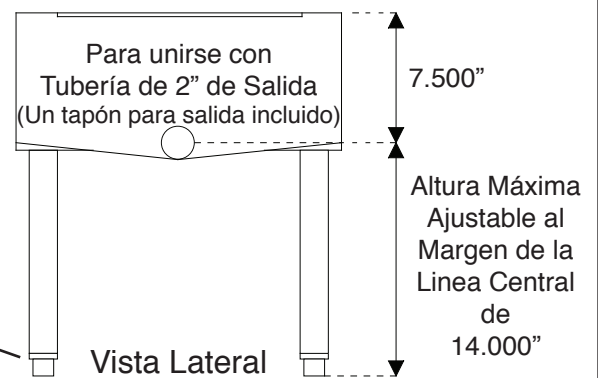 Para unirse con
Tubería de 2” de Salida
(Un tapón para salida incluido)
7.500”
Altura Máxima
Ajustable al
Margen de la
Linea Central
de
14.000”
Vista Lateral